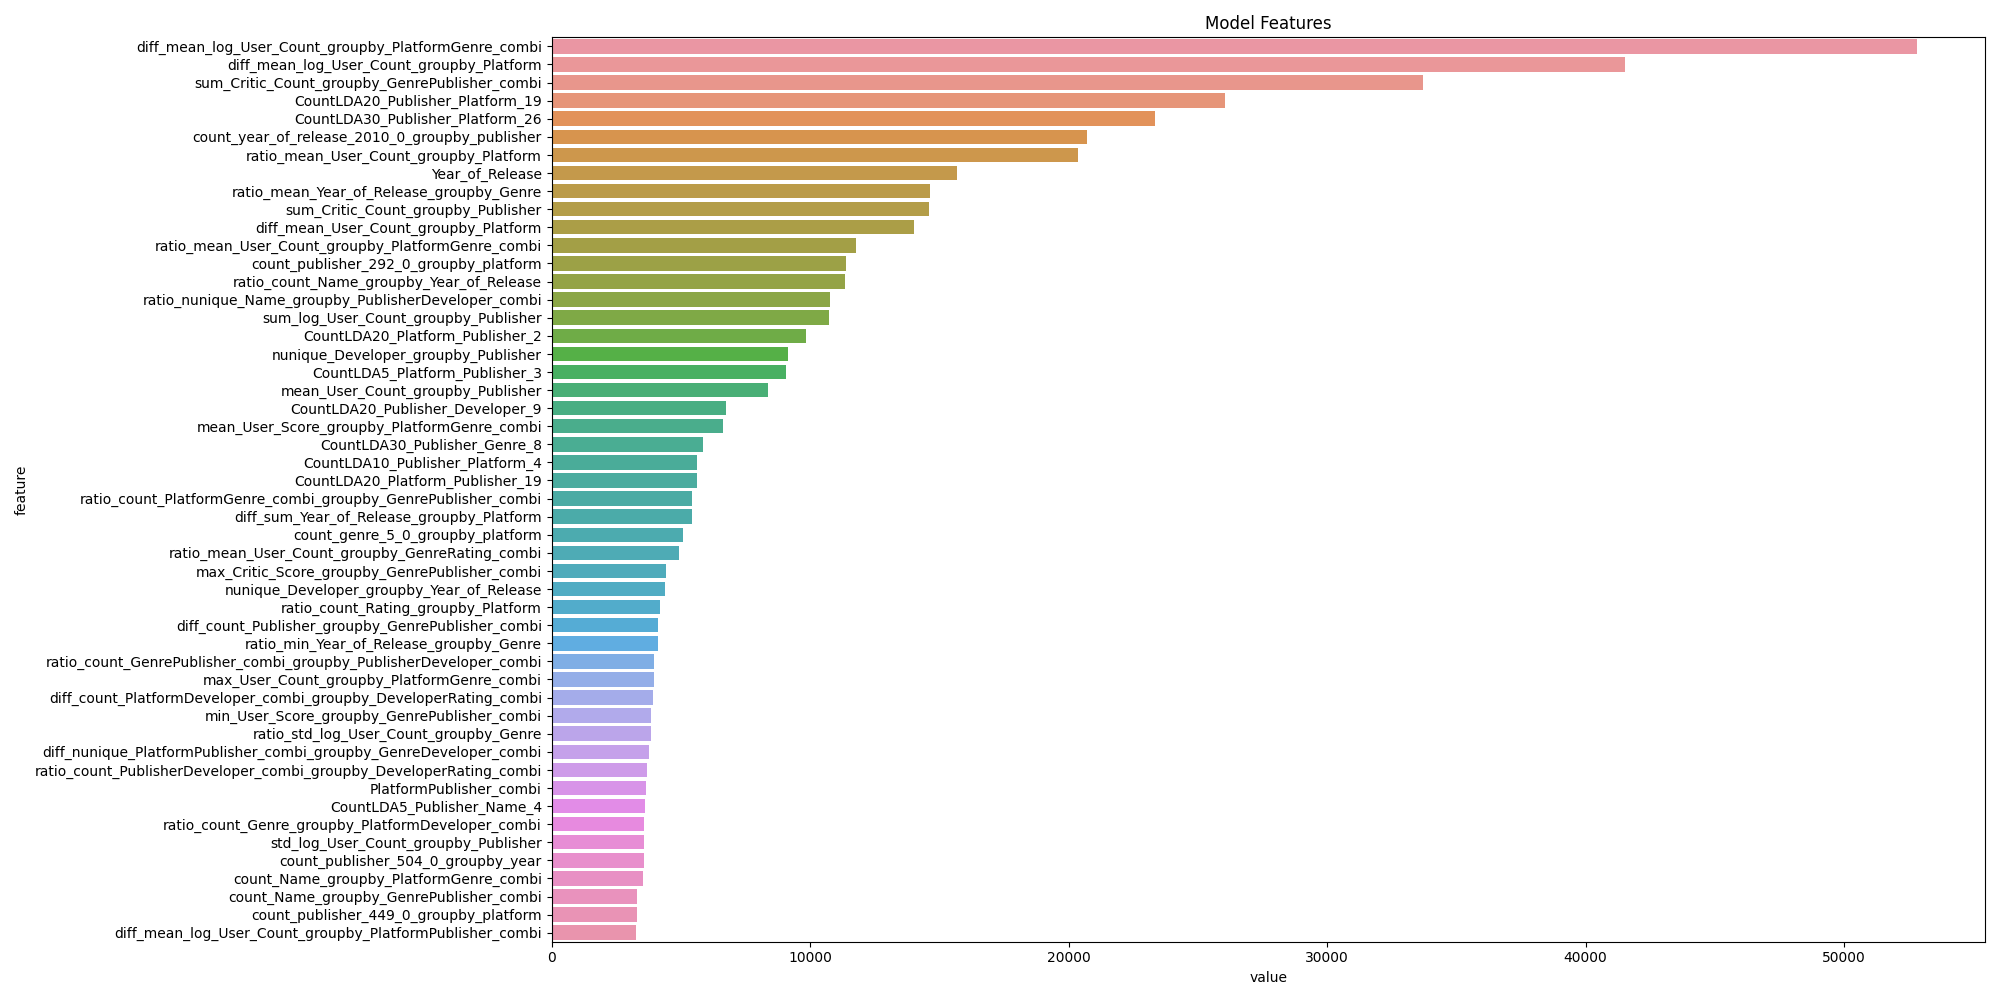 Model Features
diff_mean_log_User_Count_groupby_PlatformGenre_combi
diff_mean_log_User_Count_groupby_Platform
sum_Critic_Count_groupby_GenrePublisher_combi
CountLDA20_Publisher_Platform_19
CountLDA30_Publisher_Platform_26
count_year_of_release_2010_0_groupby_publisher
ratio_mean_User_Count_groupby_Platform
Year_of_Release
ratio_mean_Year_of_Release_groupby_Genre
sum_Critic_Count_groupby_Publisher
diff_mean_User_Count_groupby_Platform
ratio_mean_User_Count_groupby_PlatformGenre_combi
count_publisher_292_0_groupby_platform
ratio_count_Name_groupby_Year_of_Release
ratio_nunique_Name_groupby_PublisherDeveloper_combi
sum_log_User_Count_groupby_Publisher
CountLDA20_Platform_Publisher_2
nunique_Developer_groupby_Publisher
CountLDA5_Platform_Publisher_3
mean_User_Count_groupby_Publisher
CountLDA20_Publisher_Developer_9
mean_User_Score_groupby_PlatformGenre_combi
CountLDA30_Publisher_Genre_8
CountLDA10_Publisher_Platform_4
CountLDA20_Platform_Publisher_19
ratio_count_PlatformGenre_combi_groupby_GenrePublisher_combi
diff_sum_Year_of_Release_groupby_Platform
count_genre_5_0_groupby_platform
ratio_mean_User_Count_groupby_GenreRating_combi
max_Critic_Score_groupby_GenrePublisher_combi
nunique_Developer_groupby_Year_of_Release
ratio_count_Rating_groupby_Platform
diff_count_Publisher_groupby_GenrePublisher_combi
ratio_min_Year_of_Release_groupby_Genre
ratio_count_GenrePublisher_combi_groupby_PublisherDeveloper_combi
max_User_Count_groupby_PlatformGenre_combi
diff_count_PlatformDeveloper_combi_groupby_DeveloperRating_combi
min_User_Score_groupby_GenrePublisher_combi
ratio_std_log_User_Count_groupby_Genre
diff_nunique_PlatformPublisher_combi_groupby_GenreDeveloper_combi
ratio_count_PublisherDeveloper_combi_groupby_DeveloperRating_combi
PlatformPublisher_combi
CountLDA5_Publisher_Name_4
ratio_count_Genre_groupby_PlatformDeveloper_combi
std_log_User_Count_groupby_Publisher
count_publisher_504_0_groupby_year
count_Name_groupby_PlatformGenre_combi
count_Name_groupby_GenrePublisher_combi
count_publisher_449_0_groupby_platform
diff_mean_log_User_Count_groupby_PlatformPublisher_combi
feature
0 10000 20000 30000 40000 50000
value